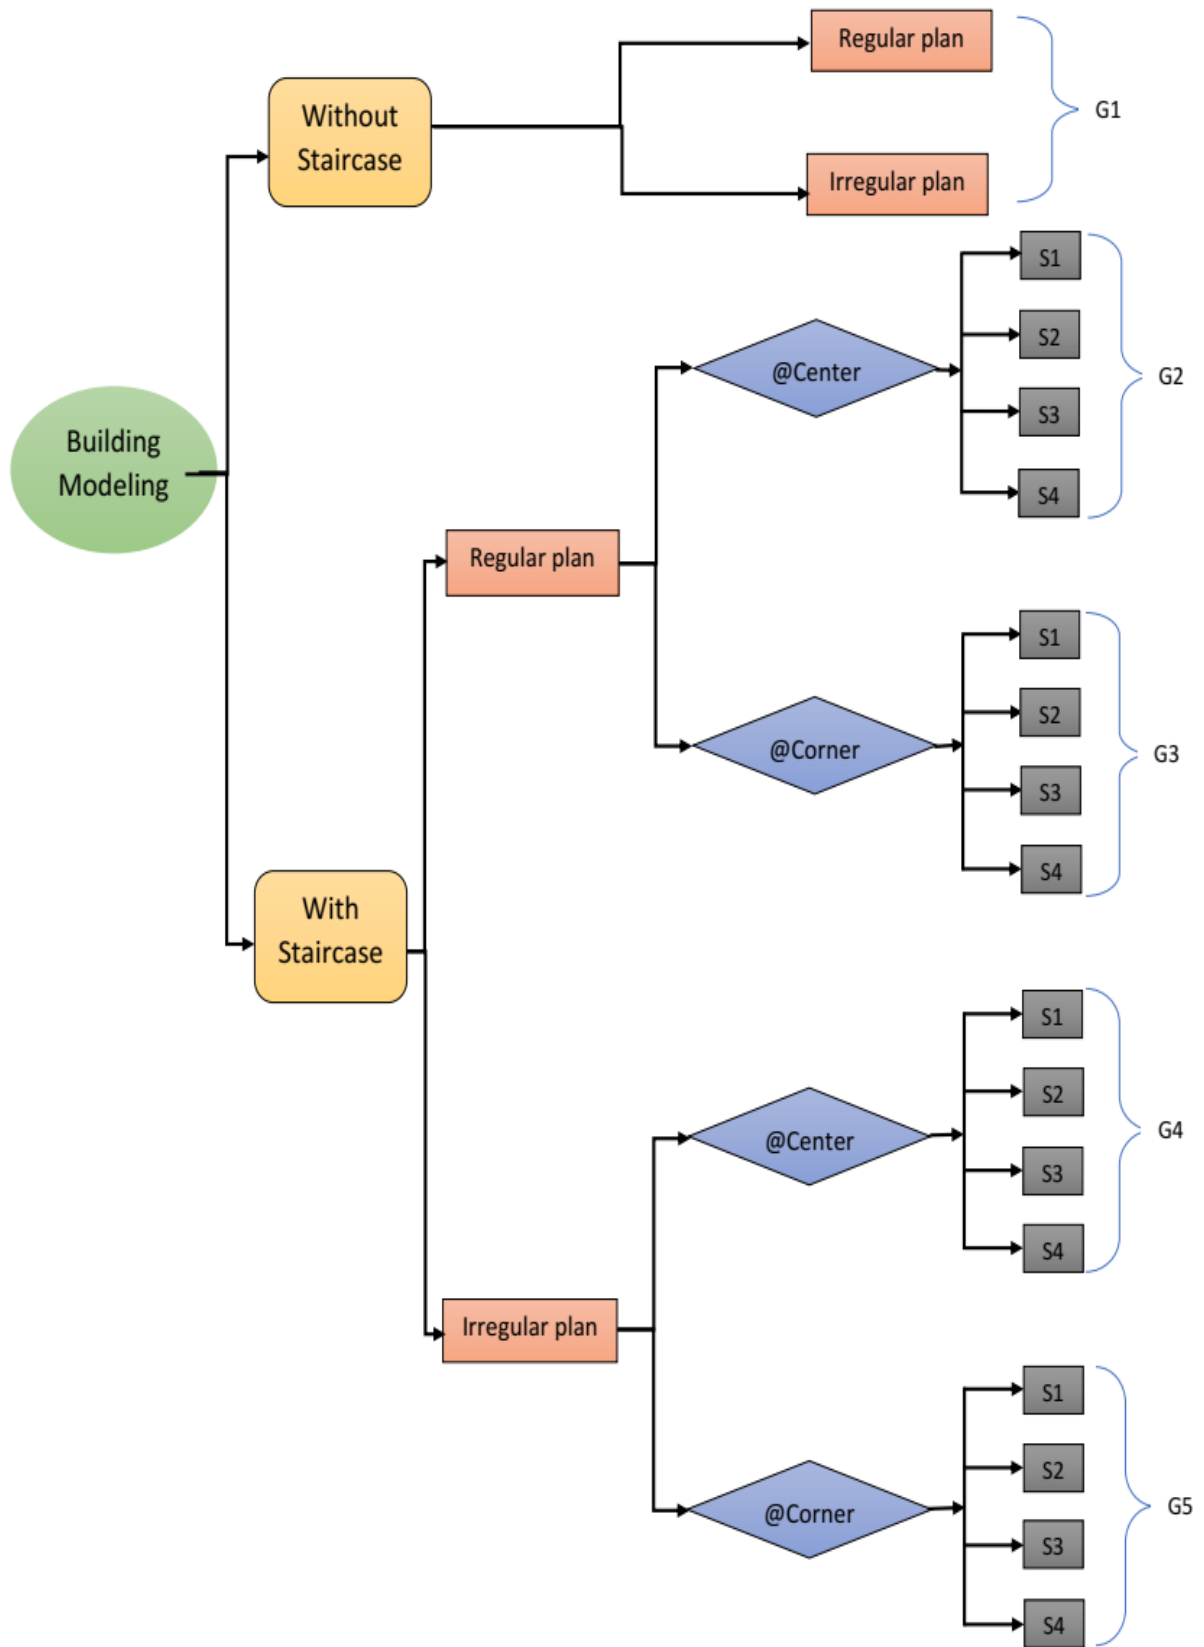 Regular plan
Without
Staircase
G1
Irregular plan
S1
S2
@Center
G2
S3
Building
Modeling
S4
Regular plan
S1
S2
@Corner
G3
S3
S4
With
Staircase
S1
S2
@Center
G4
S3
S4
Irregular plan
S1
S2
@Corner
G5
S3
S4